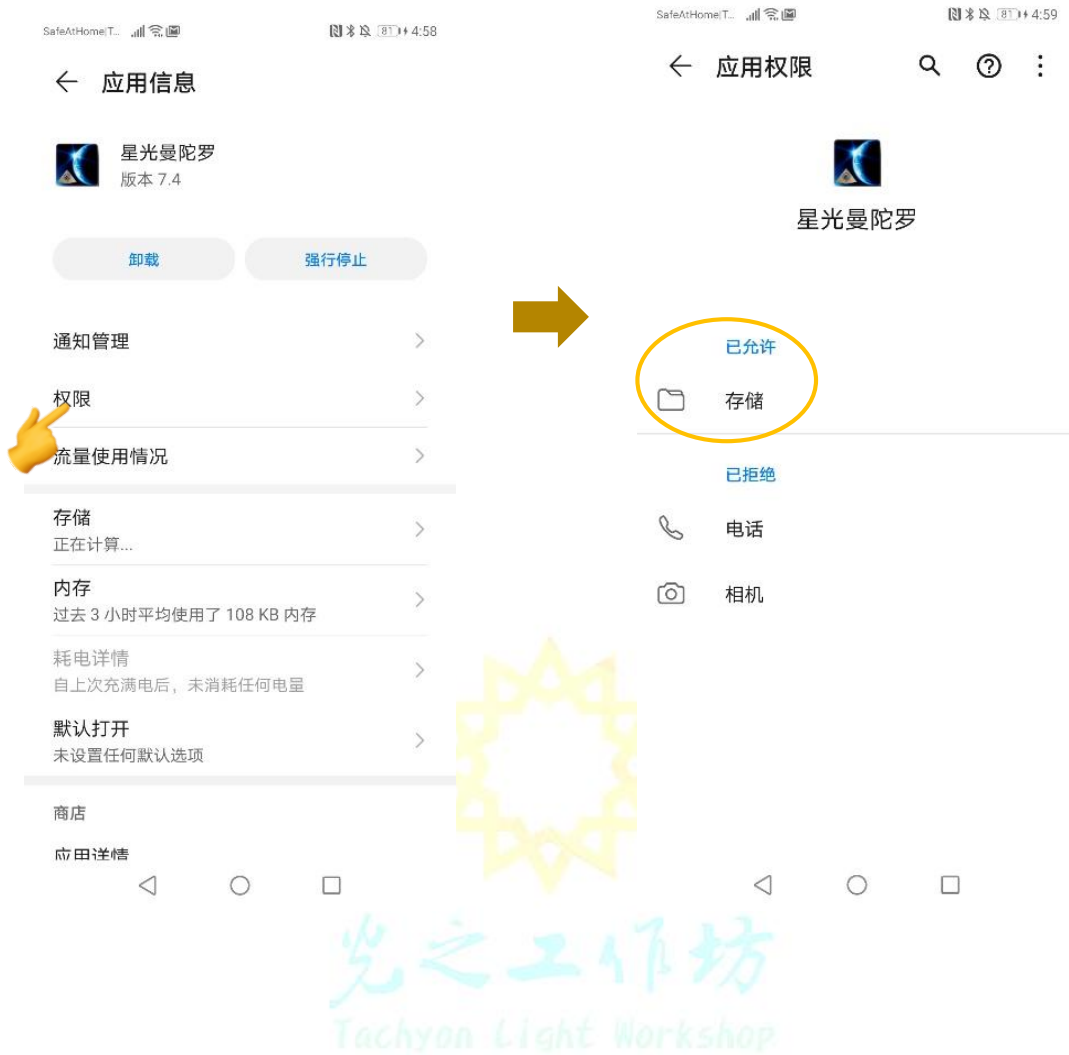 SafeAtHome|T...
81 4:58
应用信息
星光曼陀罗
版本 7.4
卸载
强行停止
通知管理
权限
流量使用情况
存储
正在计算...
内存
过去 3 小时平均使用了 108 KB 内存
耗电详情
自上次充满电后，未消耗任何电量
默认打开
未设置任何默认选项
商店
应用详情
SafeAtHome|T...
81 4:59
应用权限
星光曼陀罗
已允许
存储
已拒绝
电话
相机
光之工作坊
Tachyon Light Workshop